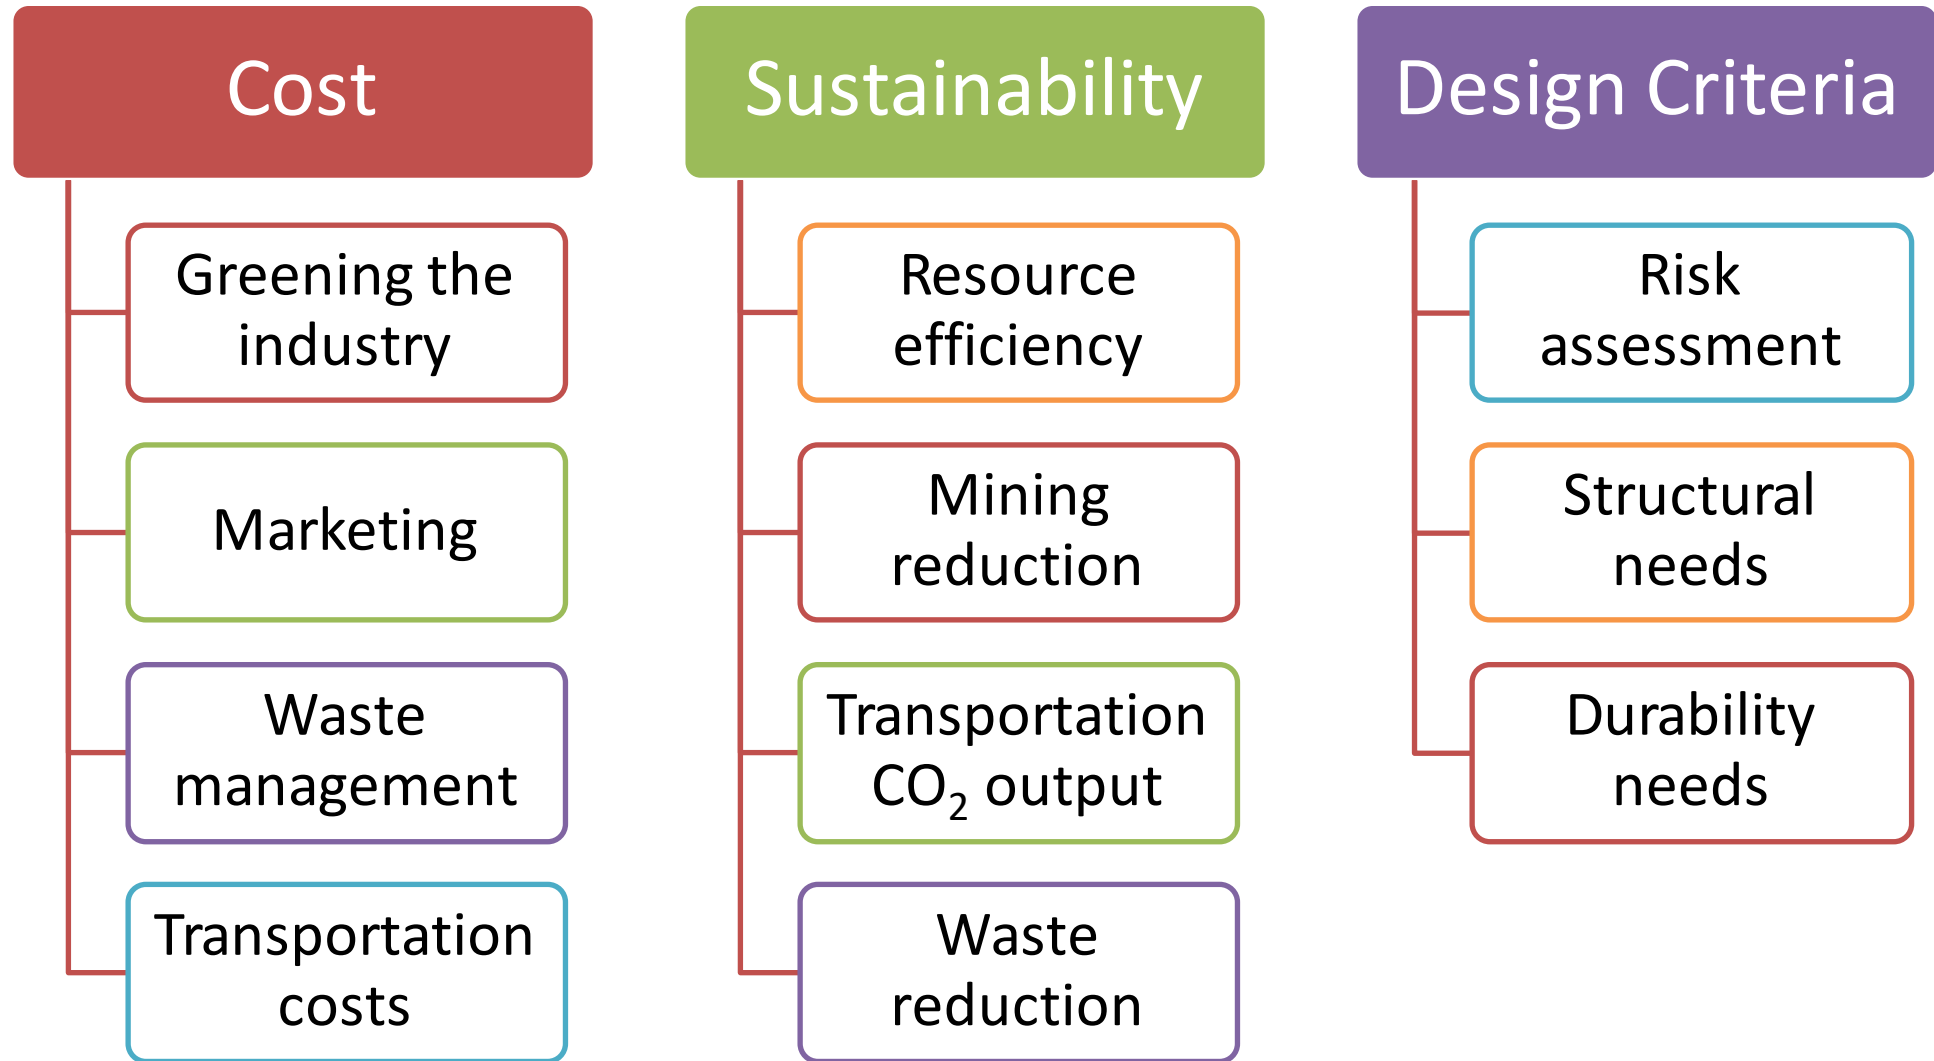 Cost
Greening the
industry
Marketing
Waste
management
Transportation
costs
Sustainability
Resource
efficiency
Mining
reduction
Transportation
CO₂ output
Waste
reduction
Design Criteria
Risk
assessment
Structural
needs
Durability
needs